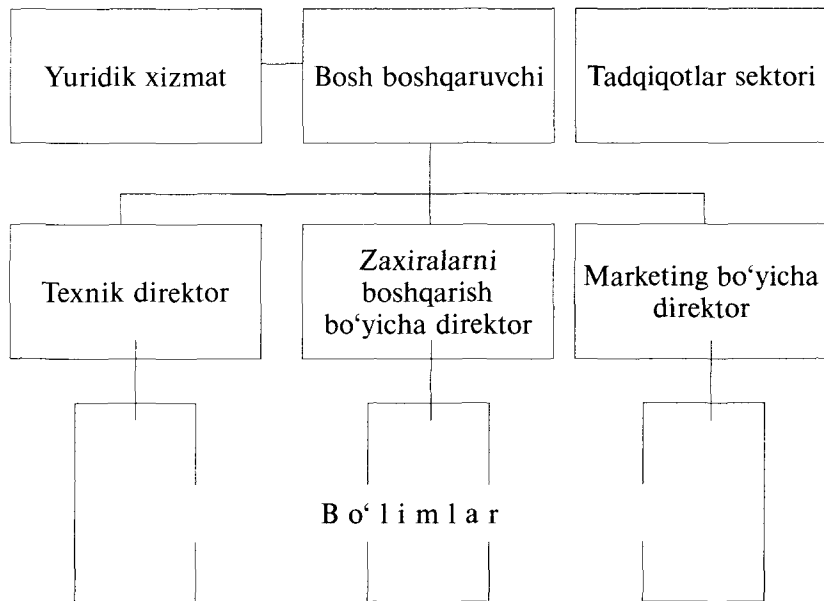 Yuridik xizmat
Bosh boshqaruvchi
Tadqiqotlar sektori
Texnik direktor
Zaxiralarni
boshqarish
bo‘yicha direktor
Marketing bo‘yicha
direktor
B o‘ l i m l a r